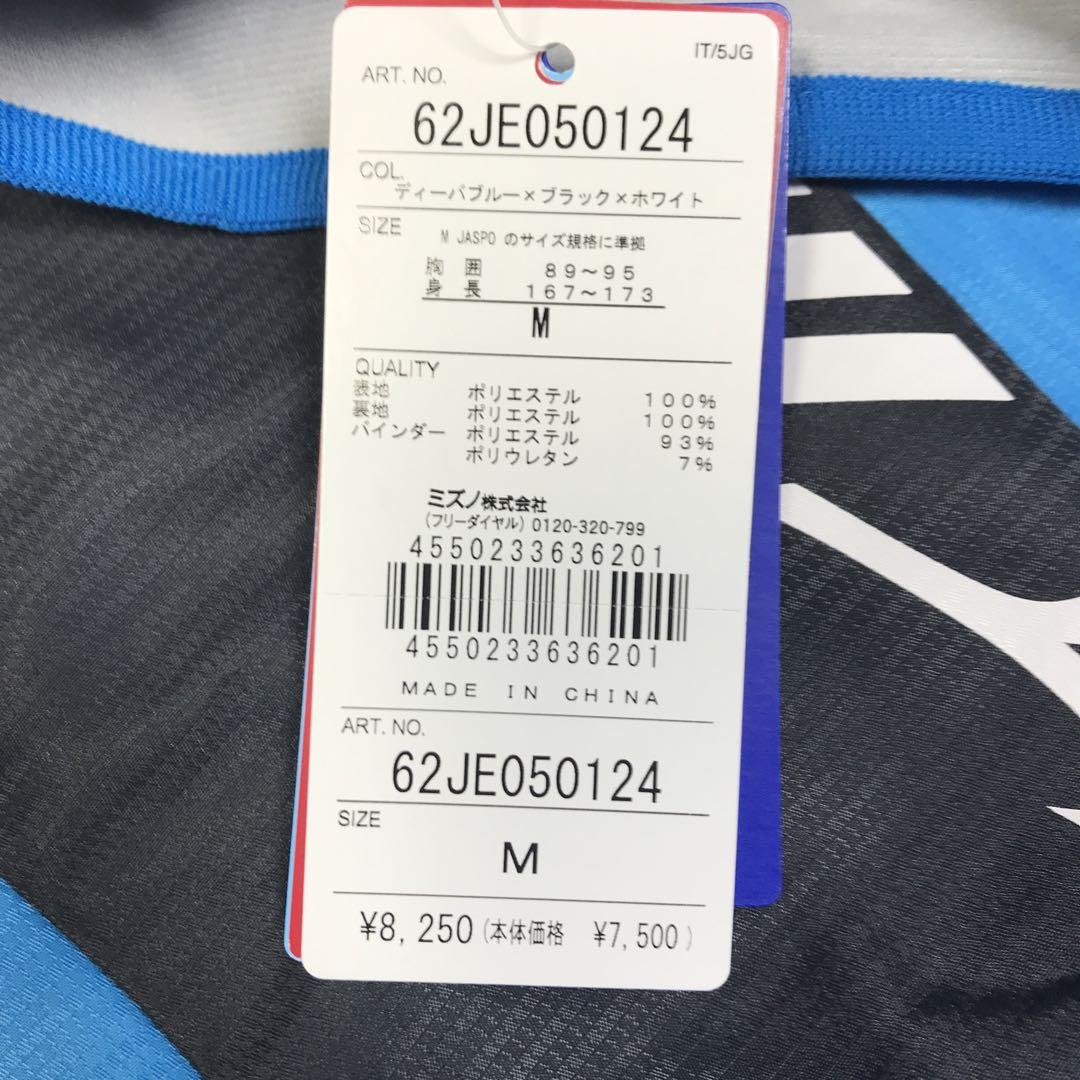 IT/5JG
ART. NO.
62JE050124
COL.
ディーバブルー×ブラック×ホワイト
SIZE
M JASPO のサイズ規格に準拠
胸 囲 89～95
身 長 167～173
M
QUALITY
表地 ポリエステル 100%
裏地 ポリエステル 100%
バインダー ポリエステル 93%
ポリウレタン 7%
ミズノ株式会社
(フリーダイヤル) 0120-320-799
4550233636201
4550233636201
MADE IN CHINA
ART. NO.
62JE050124
SIZE
M
¥8,250 (本体価格 ¥7,500)